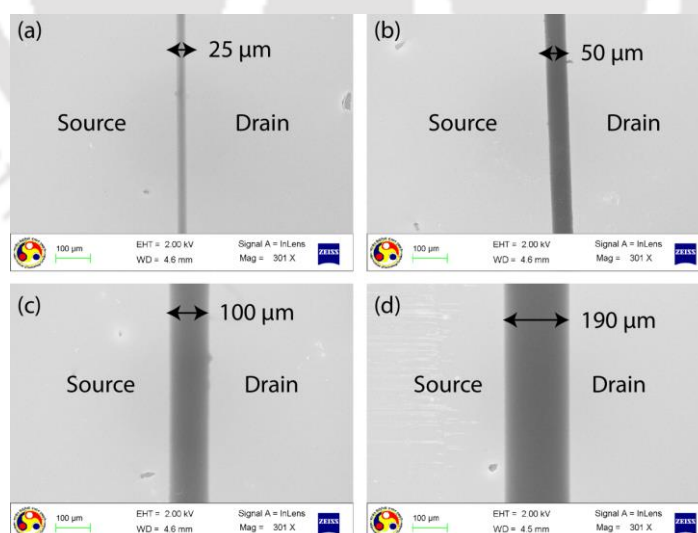 (a)
25 μm
Source
Drain
100 μm
EHT = 2.00 kV
WD = 4.6 mm
Signal A = InLens
Mag = 301 X
ZEISS
(b)
50 μm
Source
Drain
100 μm
EHT = 2.00 kV
WD = 4.6 mm
Signal A = InLens
Mag = 301 X
ZEISS
(c)
100 μm
Source
Drain
100 μm
EHT = 2.00 kV
WD = 4.6 mm
Signal A = InLens
Mag = 301 X
ZEISS
(d)
190 μm
Source
Drain
100 μm
EHT = 2.00 kV
WD = 4.5 mm
Signal A = InLens
Mag = 301 X
ZEISS